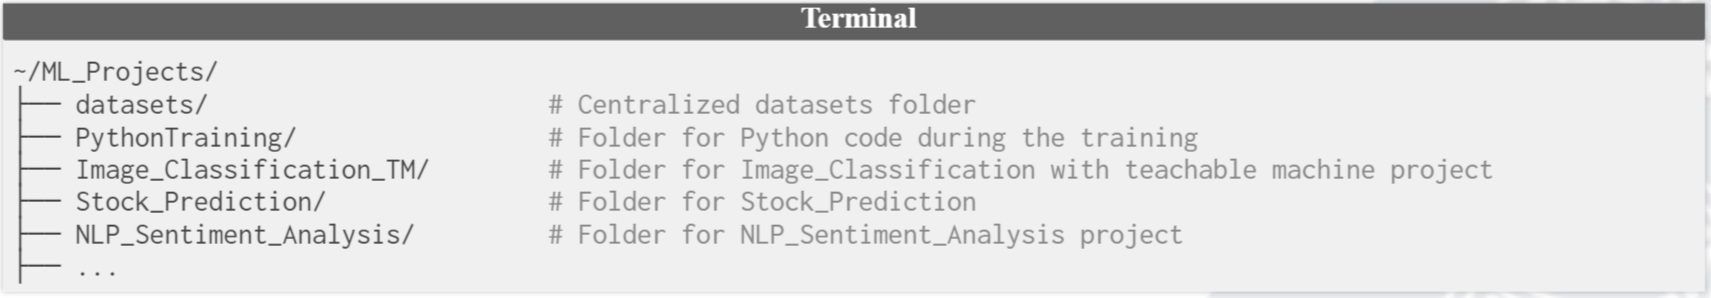 Terminal
~/ML_Projects/
├── datasets/ # Centralized datasets folder
├── PythonTraining/ # Folder for Python code during the training
├── Image_Classification_TM/ # Folder for Image_Classification with teachable machine project
├── Stock_Prediction/ # Folder for Stock_Prediction
├── NLP_Sentiment_Analysis/ # Folder for NLP_Sentiment_Analysis project
├── ...